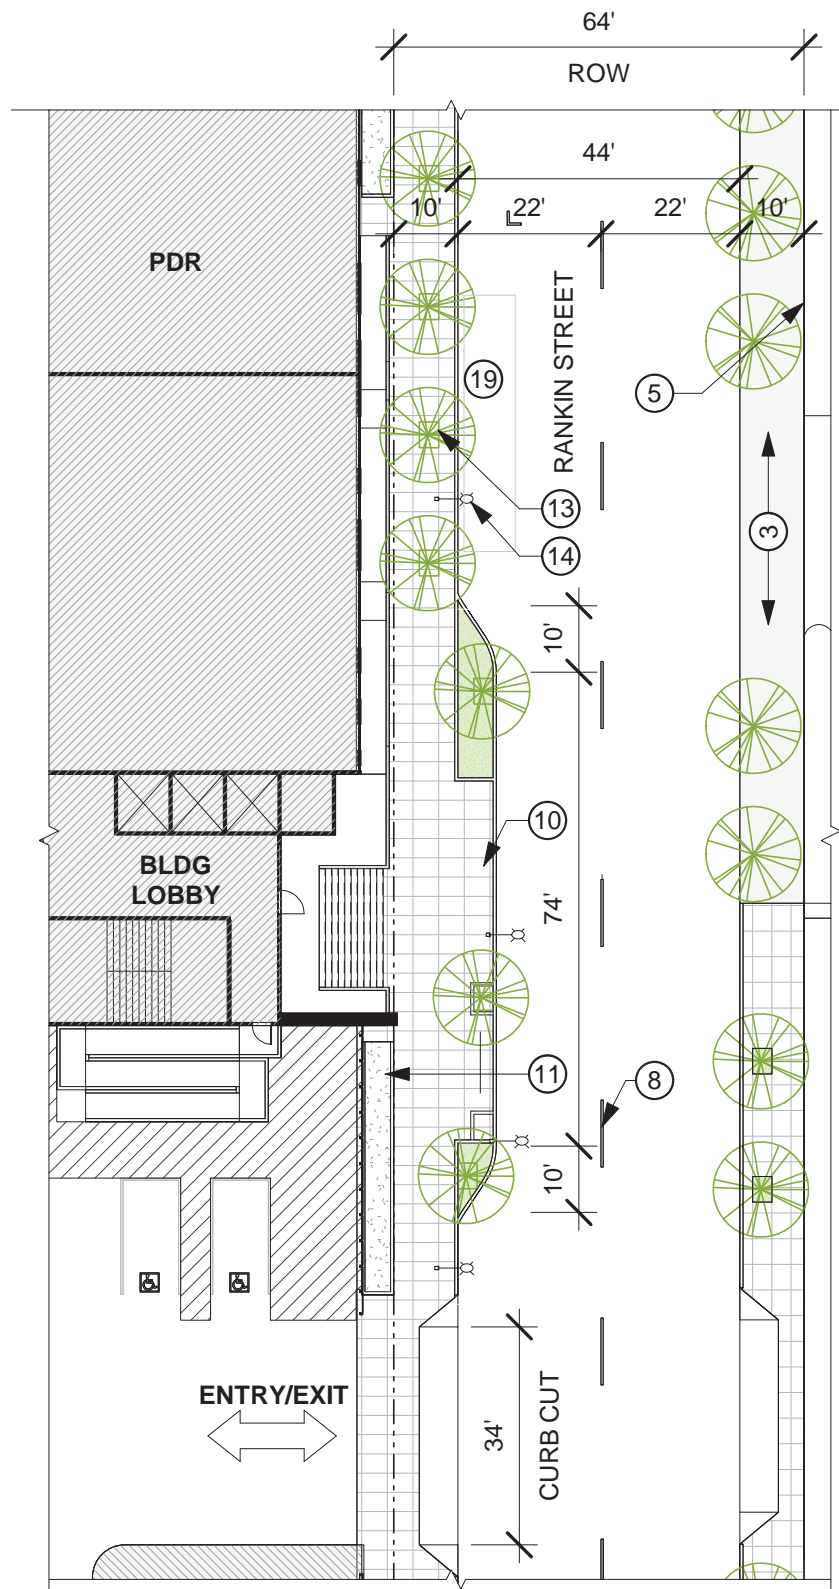 64'
ROW
44'
10'
22'
22'
10'
PDR
RANKIN STREET
19
5
13
3
14
10'
10
BLDG
LOBBY
74'
11
8
10'
ENTRY/EXIT
34'
CURB CUT